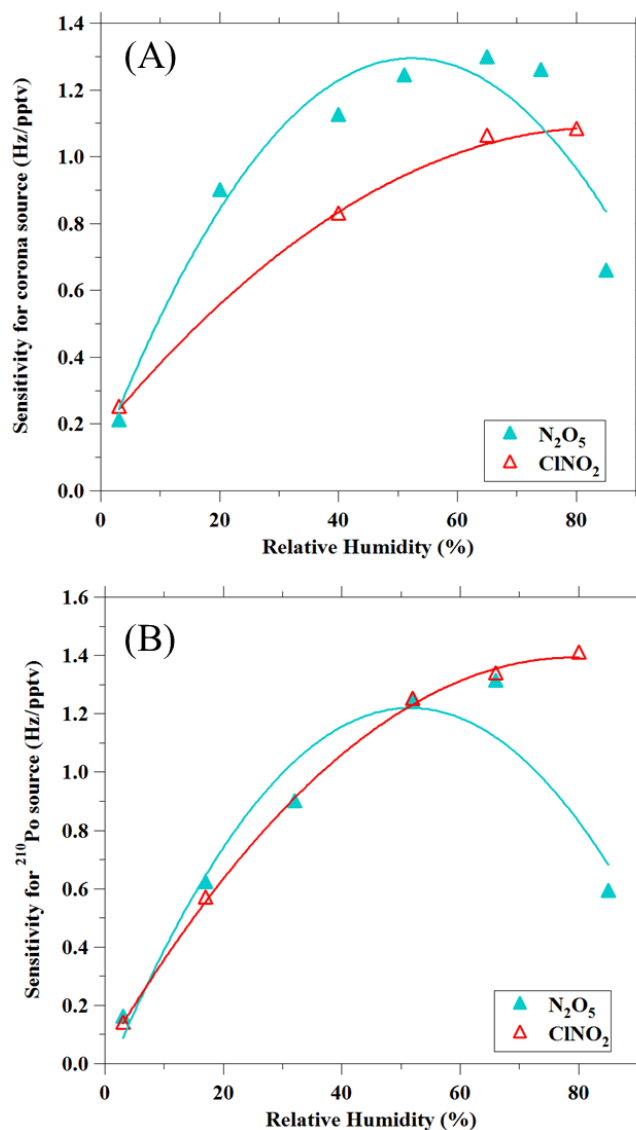 (A)
Sensitivity for corona source (Hz/pptv)
1.4
1.2
1.0
0.8
0.6
0.4
0.2
0.0
N₂O₅
ClNO₂
0 20 40 60 80
Relative Humidity (%)
(B)
Sensitivity for ²¹⁰Po source (Hz/pptv)
1.6
1.4
1.2
1.0
0.8
0.6
0.4
0.2
0.0
N₂O₅
ClNO₂
0 20 40 60 80
Relative Humidity (%)